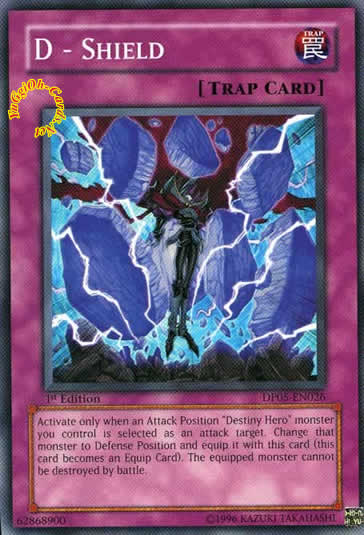 D - SHIELD
TRAP
罠
[TRAP CARD]
YuGiOh-Cards.net
1st Edition
DP05-EN026
Activate only when an Attack Position "Destiny Hero" monster
you control is selected as an attack target. Change that
monster to Defense Position and equip it with this card (this
card becomes an Equip Card). The equipped monster cannot
be destroyed by battle.
62868900
©1996 KAZUKI TAKAHASHI